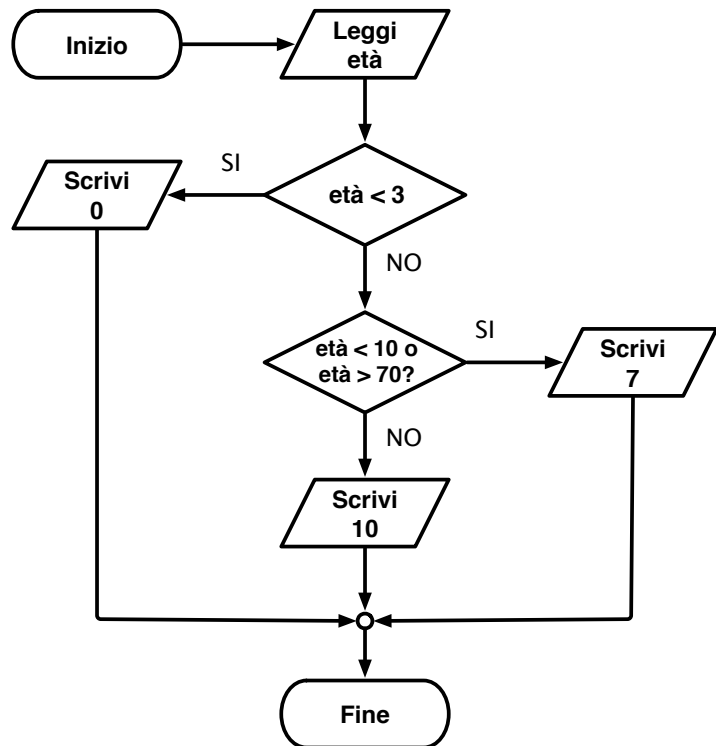 Inizio
Leggi
età
SI
Scrivi
0
età < 3
NO
età < 10 o
età > 70?
SI
Scrivi
7
NO
Scrivi
10
Fine